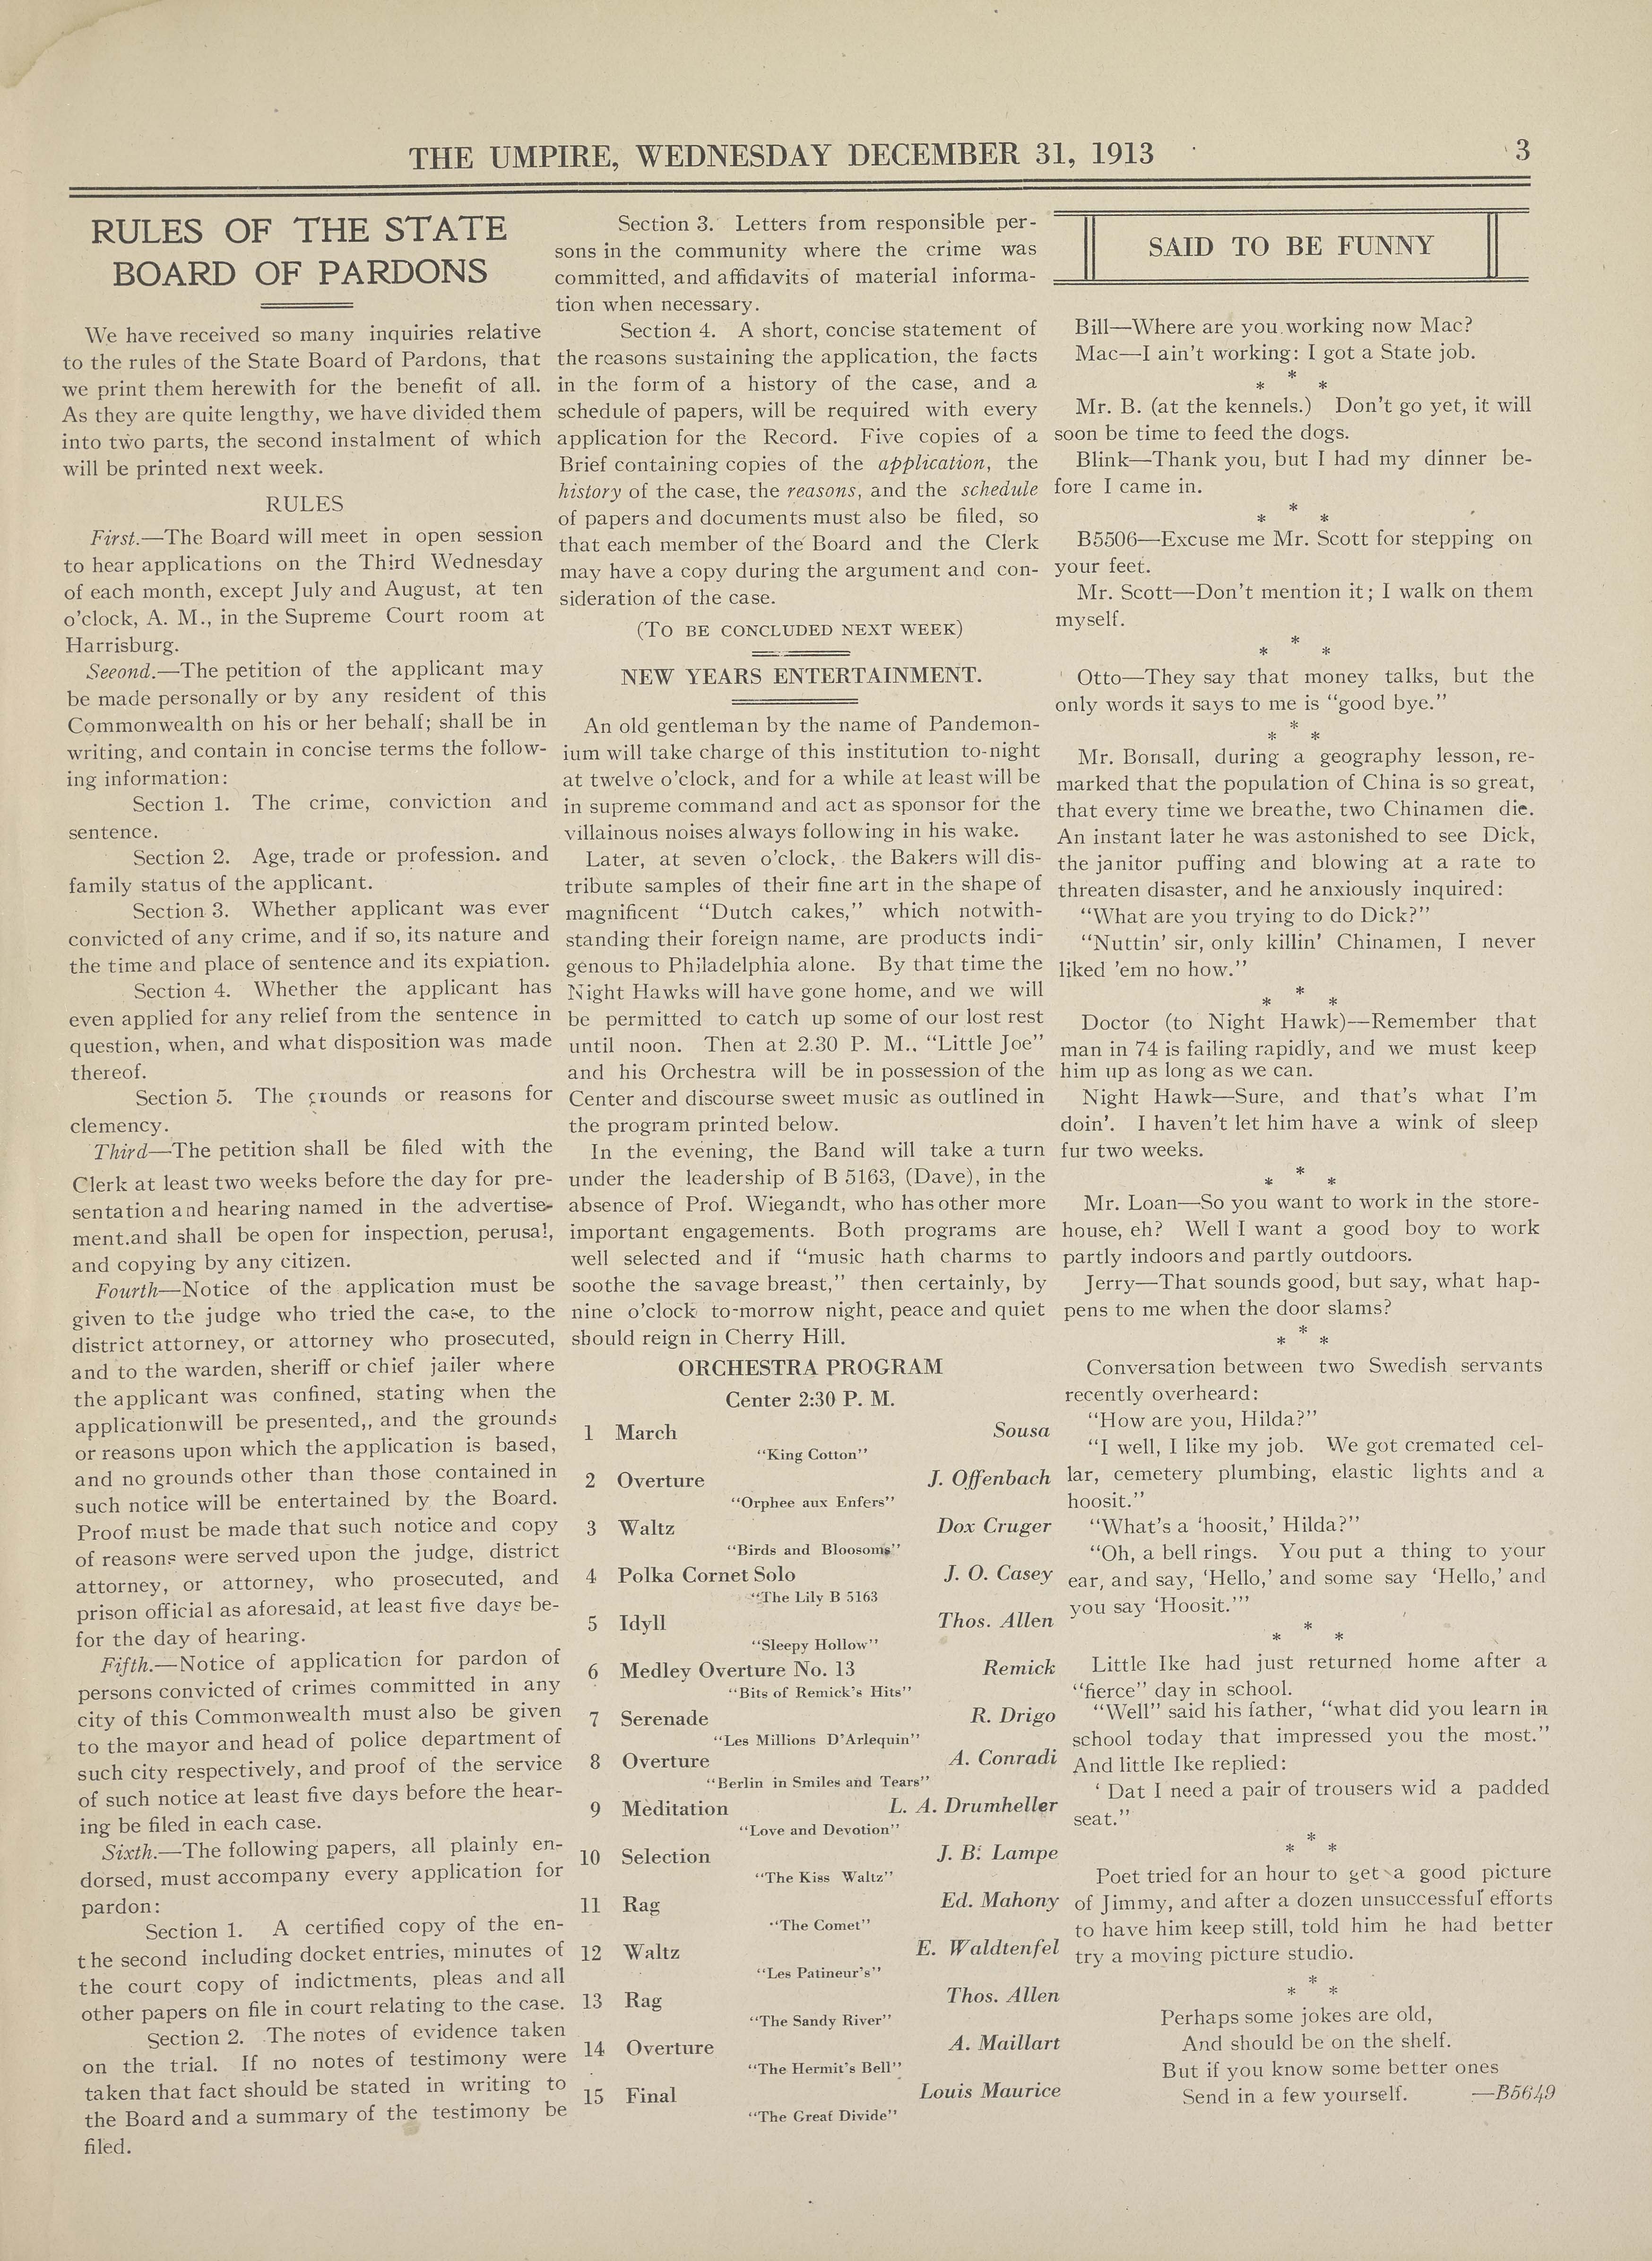 THE UMPIRE, WEDNESDAY DECEMBER 31, 1913
3
RULES OF THE STATE
BOARD OF PARDONS
We have received so many inquiries relative
to the rules of the State Board of Pardons, that
we print them herewith for the benefit of all.
As they are quite lengthy, we have divided them
into two parts, the second instalment of which
will be printed next week.
RULES
First.—The Board will meet in open session
to hear applications on the Third Wednesday
of each month, except July and August, at ten
o'clock, A. M., in the Supreme Court room at
Harrisburg.
Seeond.—The petition of the applicant may
be made personally or by any resident of this
Commonwealth on his or her behalf; shall be in
writing, and contain in concise terms the follow-
ing information:
Section 1. The crime, conviction and
sentence.
Section 2. Age, trade or profession. and
family status of the applicant.
Section 3. Whether applicant was ever
convicted of any crime, and if so, its nature and
the time and place of sentence and its expiation.
Section 4. Whether the applicant has
even applied for any relief from the sentence in
question, when, and what disposition was made
thereof.
Section 5. The grounds or reasons for
clemency.
Third—The petition shall be filed with the
Clerk at least two weeks before the day for pre-
sentation and hearing named in the advertise-
ment.and shall be open for inspection, perusal,
and copying by any citizen.
Fourth—Notice of the application must be
given to the judge who tried the case, to the
district attorney, or attorney who prosecuted,
and to the warden, sheriff or chief jailer where
the applicant was confined, stating when the
applicationwill be presented,, and the grounds
or reasons upon which the application is based,
and no grounds other than those contained in
such notice will be entertained by the Board.
Proof must be made that such notice and copy
of reasons were served upon the judge, district
attorney, or attorney, who prosecuted, and
prison official as aforesaid, at least five days be-
for the day of hearing.
Fifth.—Notice of application for pardon of
persons convicted of crimes committed in any
city of this Commonwealth must also be given
to the mayor and head of police department of
such city respectively, and proof of the service
of such notice at least five days before the hear-
ing be filed in each case.
Sixth.—The following papers, all plainly en-
dorsed, must accompany every application for
pardon:
Section 1. A certified copy of the en-
the second including docket entries, minutes of
the court copy of indictments, pleas and all
other papers on file in court relating to the case.
Section 2. The notes of evidence taken
on the trial. If no notes of testimony were
taken that fact should be stated in writing to
the Board and a summary of the testimony be
filed.
Section 3. Letters from responsible per-
sons in the community where the crime was
committed, and affidavits of material informa-
tion when necessary.
Section 4. A short, concise statement of
the reasons sustaining the application, the facts
in the form of a history of the case, and a
schedule of papers, will be required with every
application for the Record. Five copies of a
Brief containing copies of the application, the
history of the case, the reasons, and the schedule
of papers and documents must also be filed, so
that each member of the Board and the Clerk
may have a copy during the argument and con-
sideration of the case.
(TO BE CONCLUDED NEXT WEEK)
NEW YEARS ENTERTAINMENT.
An old gentleman by the name of Pandemon-
ium will take charge of this institution to-night
at twelve o'clock, and for a while at least will be
in supreme command and act as sponsor for the
villainous noises always following in his wake.
Later, at seven o'clock, the Bakers will dis-
tribute samples of their fine art in the shape of
magnificent "Dutch cakes," which notwith-
standing their foreign name, are products indi-
genous to Philadelphia alone. By that time the
Night Hawks will have gone home, and we will
be permitted to catch up some of our lost rest
until noon. Then at 2.30 P. M.. "Little Joe"
and his Orchestra will be in possession of the
Center and discourse sweet music as outlined in
the program printed below.
In the evening, the Band will take a turn
under the leadership of B 5163, (Dave), in the
absence of Prof. Wiegandt, who has other more
important engagements. Both programs are
well selected and if "music hath charms to
soothe the savage breast," then certainly, by
nine o'clock to-morrow night, peace and quiet
should reign in Cherry Hill.
ORCHESTRA PROGRAM
Center 2:30 P. M.
1 March Sousa
"King Cotton"
2 Overture J. Offenbach
"Orphee aux Enfers"
3 Waltz Dox Cruger
"Birds and Bloosoms"
4 Polka Cornet Solo J. O. Casey
"The Lily B 5163
5 Idyll Thos. Allen
"Sleepy Hollow"
6 Medley Overture No. 13 Remick
"Bits of Remick's Hits"
7 Serenade R. Drigo
"Les Millions D'Arlequin"
8 Overture A. Conradi
"Berlin in Smiles and Tears"
9 Meditation L. A. Drumheller
"Love and Devotion"
10 Selection J. B. Lampe
"The Kiss Waltz"
11 Rag Ed. Mahony
"The Comet"
12 Waltz E. Waldtenfel
"Les Patineur's"
13 Rag Thos. Allen
"The Sandy River"
14 Overture A. Maillart
"The Hermit's Bell"
15 Final Louis Maurice
"The Great Divide"
SAID TO BE FUNNY
Bill—Where are you working now Mac?
Mac—I ain't working: I got a State job.
* * *
Mr. B. (at the kennels.) Don't go yet, it will
soon be time to feed the dogs.
Blink—Thank you, but I had my dinner be-
fore I came in.
* * *
B5506—Excuse me Mr. Scott for stepping on
your feet.
Mr. Scott—Don't mention it; I walk on them
myself.
* * *
Otto—They say that money talks, but the
only words it says to me is "good bye."
* * *
Mr. Bonsall, during a geography lesson, re-
marked that the population of China is so great,
that every time we breathe, two Chinamen die.
An instant later he was astonished to see Dick,
the janitor puffing and blowing at a rate to
threaten disaster, and he anxiously inquired:
"What are you trying to do Dick?"
"Nuttin' sir, only killin' Chinamen, I never
liked 'em no how."
* * *
Doctor (to Night Hawk)—Remember that
man in 74 is failing rapidly, and we must keep
him up as long as we can.
Night Hawk—Sure, and that's what I'm
doin'. I haven't let him have a wink of sleep
fur two weeks.
* * *
Mr. Loan—So you want to work in the store-
house, eh? Well I want a good boy to work
partly indoors and partly outdoors.
Jerry—That sounds good, but say, what hap-
pens to me when the door slams?
* * *
Conversation between two Swedish servants
recently overheard:
"How are you, Hilda?"
"I well, I like my job. We got cremated cel-
lar, cemetery plumbing, elastic lights and a
hoosit."
"What's a 'hoosit,' Hilda?"
"Oh, a bell rings. You put a thing to your
ear, and say, 'Hello,' and some say 'Hello,' and
you say 'Hoosit.'"
* * *
Little Ike had just returned home after a
"fierce" day in school.
"Well" said his father, "what did you learn in
school today that impressed you the most."
And little Ike replied:
' Dat I need a pair of trousers wid a padded
seat."
* * *
Poet tried for an hour to get a good picture
of Jimmy, and after a dozen unsuccessful efforts
to have him keep still, told him he had better
try a moving picture studio.
* * *
Perhaps some jokes are old,
And should be on the shelf.
But if you know some better ones
Send in a few yourself. —B5649